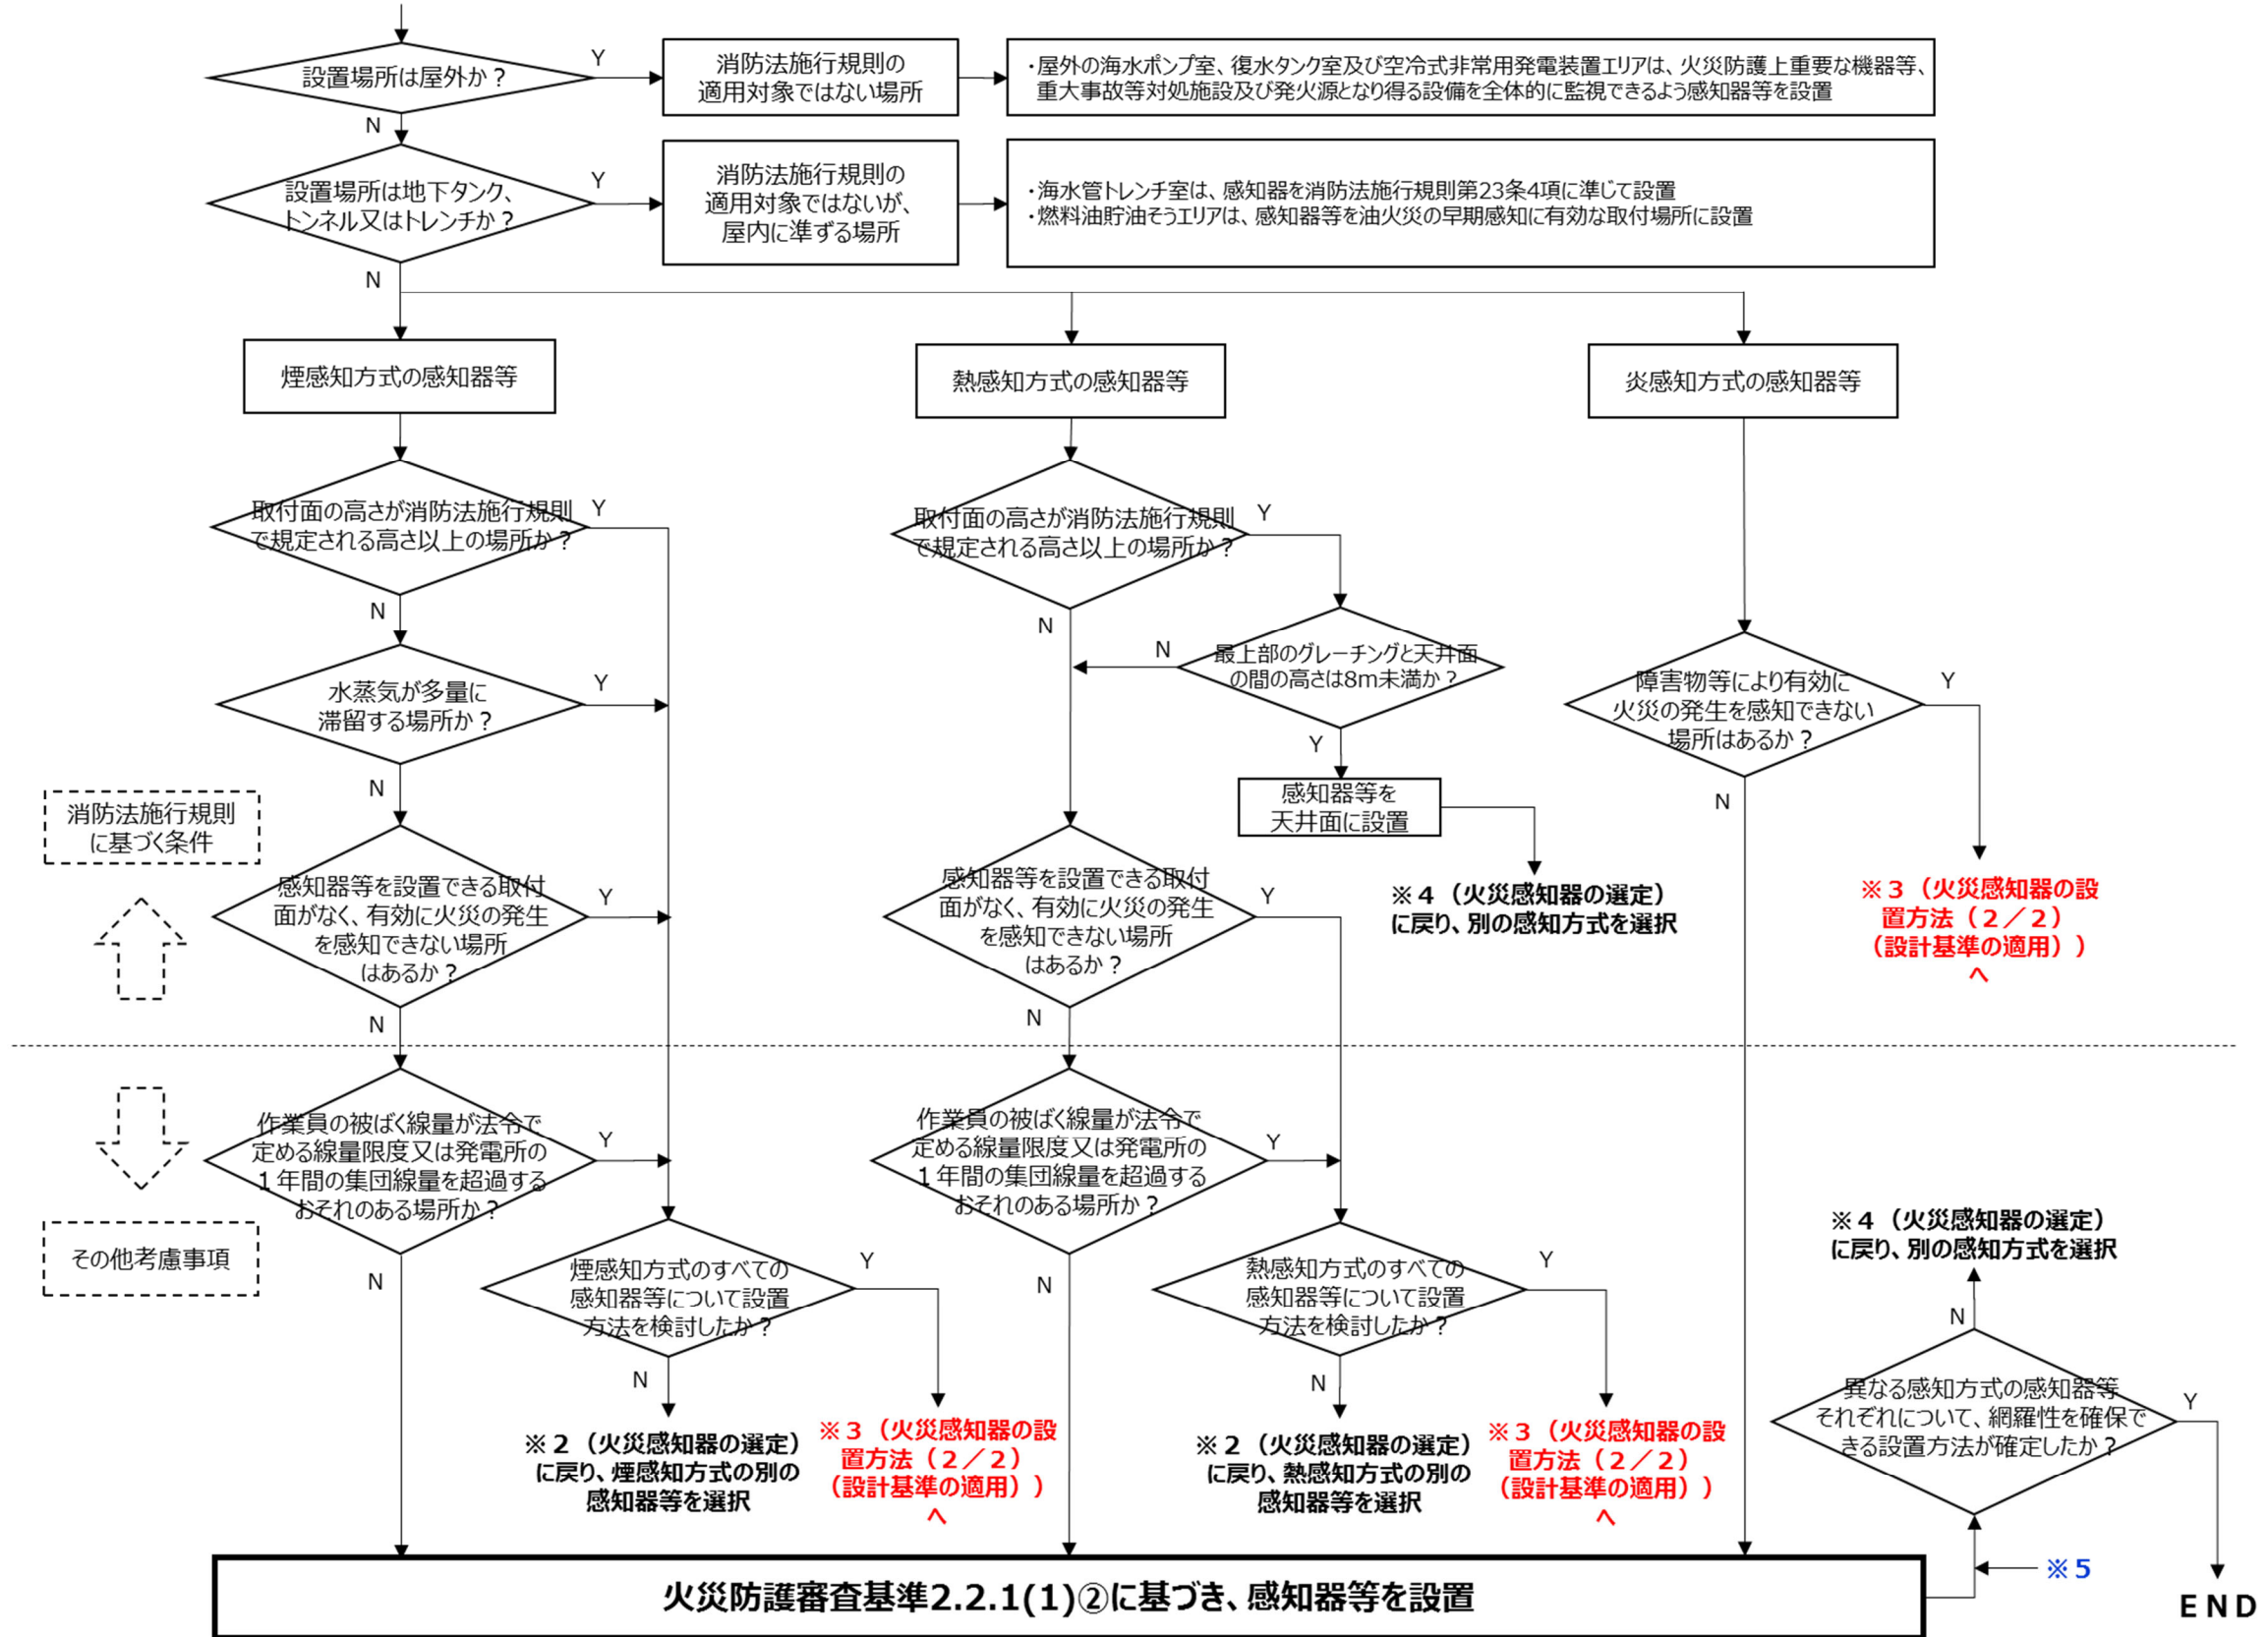 設置場所は屋外か？
Y
消防法施行規則の
適用対象ではない場所
・屋外の海水ポンプ室、復水タンク室及び空冷式非常用発電装置エリアは、火災防護上重要な機器等、
重大事故等対処施設及び発火源となり得る設備を全体的に監視できるよう感知器等を設置
N
設置場所は地下タンク、
トンネル又はトレンチか？
Y
消防法施行規則の
適用対象ではないが、
屋内に準ずる場所
・海水管トレンチ室は、感知器を消防法施行規則第23条4項に準じて設置
・燃料油貯油そうエリアは、感知器等を油火災の早期感知に有効な取付場所に設置
N
煙感知方式の感知器等
熱感知方式の感知器等
炎感知方式の感知器等
取付面の高さが消防法施行規則
で規定される高さ以上の場所か？
Y
N
水蒸気が多量に
滞留する場所か？
Y
N
感知器等を設置できる取付
面がなく、有効に火災の発生
を感知できない場所
はあるか？
Y
N
取付面の高さが消防法施行規則
で規定される高さ以上の場所か？
Y
N
最上部のグレーチングと天井面
の間の高さは8m未満か？
N
Y
感知器等を
天井面に設置
※４（火災感知器の選定）
に戻り、別の感知方式を選択
感知器等を設置できる取付
面がなく、有効に火災の発生
を感知できない場所
はあるか？
Y
N
障害物等により有効に
火災の発生を感知できない
場所はあるか？
Y
N
※３（火災感知器の設
置方法（２／２）
（設計基準の適用））
へ
消防法施行規則
に基づく条件
その他考慮事項
作業員の被ばく線量が法令で
定める線量限度又は発電所の
１年間の集団線量を超過する
おそれのある場所か？
Y
N
煙感知方式のすべての
感知器等について設置
方法を検討したか？
Y
N
※２（火災感知器の選定）
に戻り、煙感知方式の別の
感知器等を選択
※３（火災感知器の設
置方法（２／２）
（設計基準の適用））
へ
作業員の被ばく線量が法令で
定める線量限度又は発電所の
１年間の集団線量を超過する
おそれのある場所か？
Y
N
熱感知方式のすべての
感知器等について設置
方法を検討したか？
Y
N
※２（火災感知器の選定）
に戻り、熱感知方式の別の
感知器等を選択
※３（火災感知器の設
置方法（２／２）
（設計基準の適用））
へ
※４（火災感知器の選定）
に戻り、別の感知方式を選択
N
異なる感知方式の感知器等
それぞれについて、網羅性を確保で
きる設置方法が確定したか？
Y
※５
ＥＮＤ
火災防護審査基準2.2.1(1)②に基づき、感知器等を設置